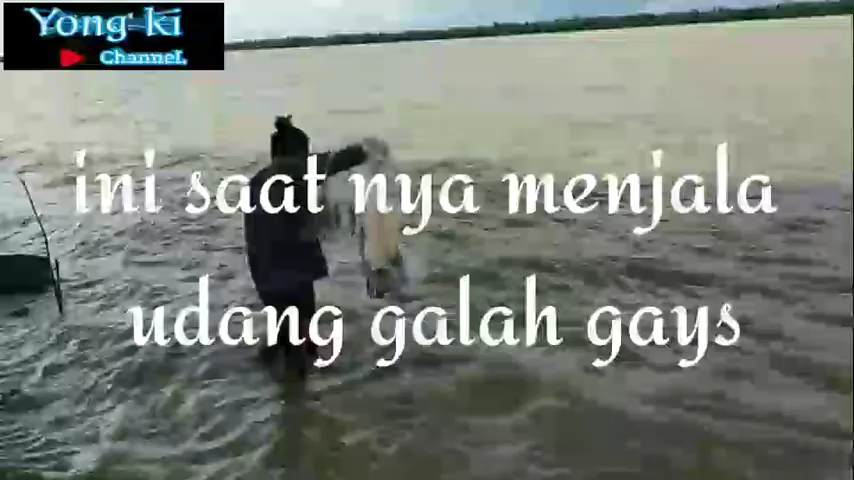 Yong-ki
Channel.
ini saat nya menjala
udang galah gays